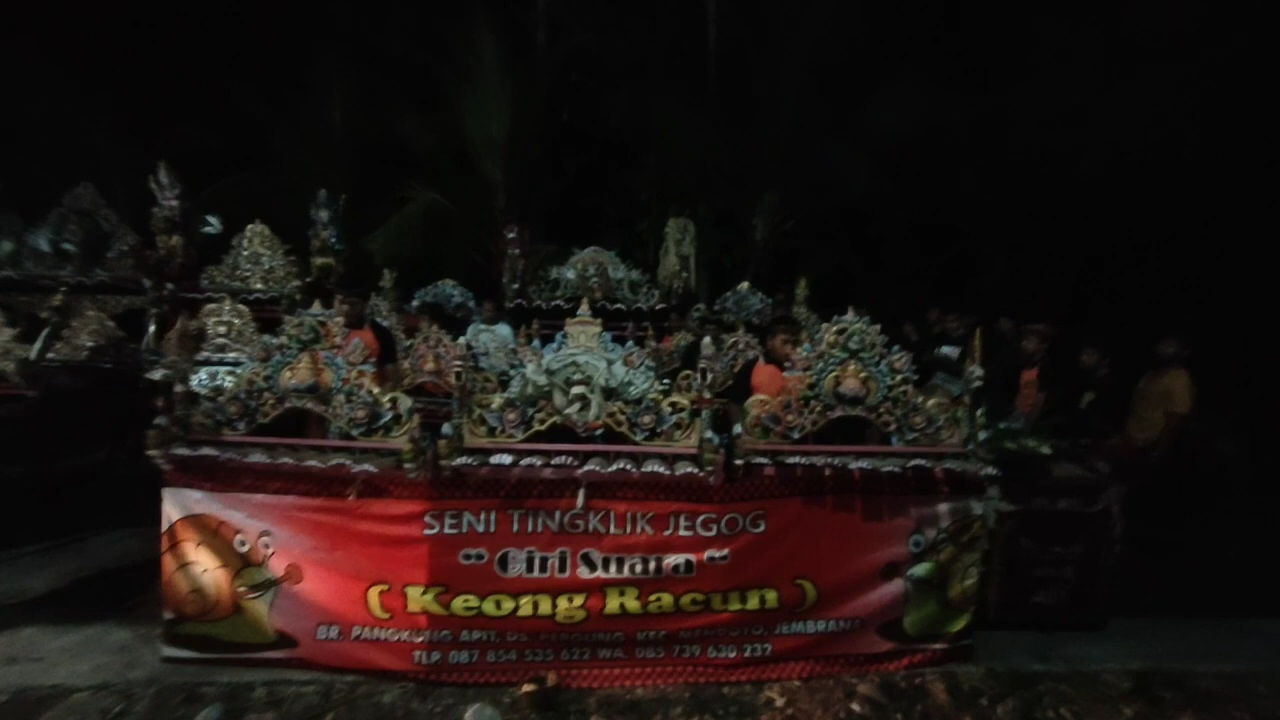 SENI TINGKLIK JEGOG
“ Giri Suara “
( Keong Racun )
BR. PANGKUNG APIT, DS. PERGUNG, KEC. MENDOYO, JEMBRANA
TLP. 087 854 535 622 WA. 085 739 630 232